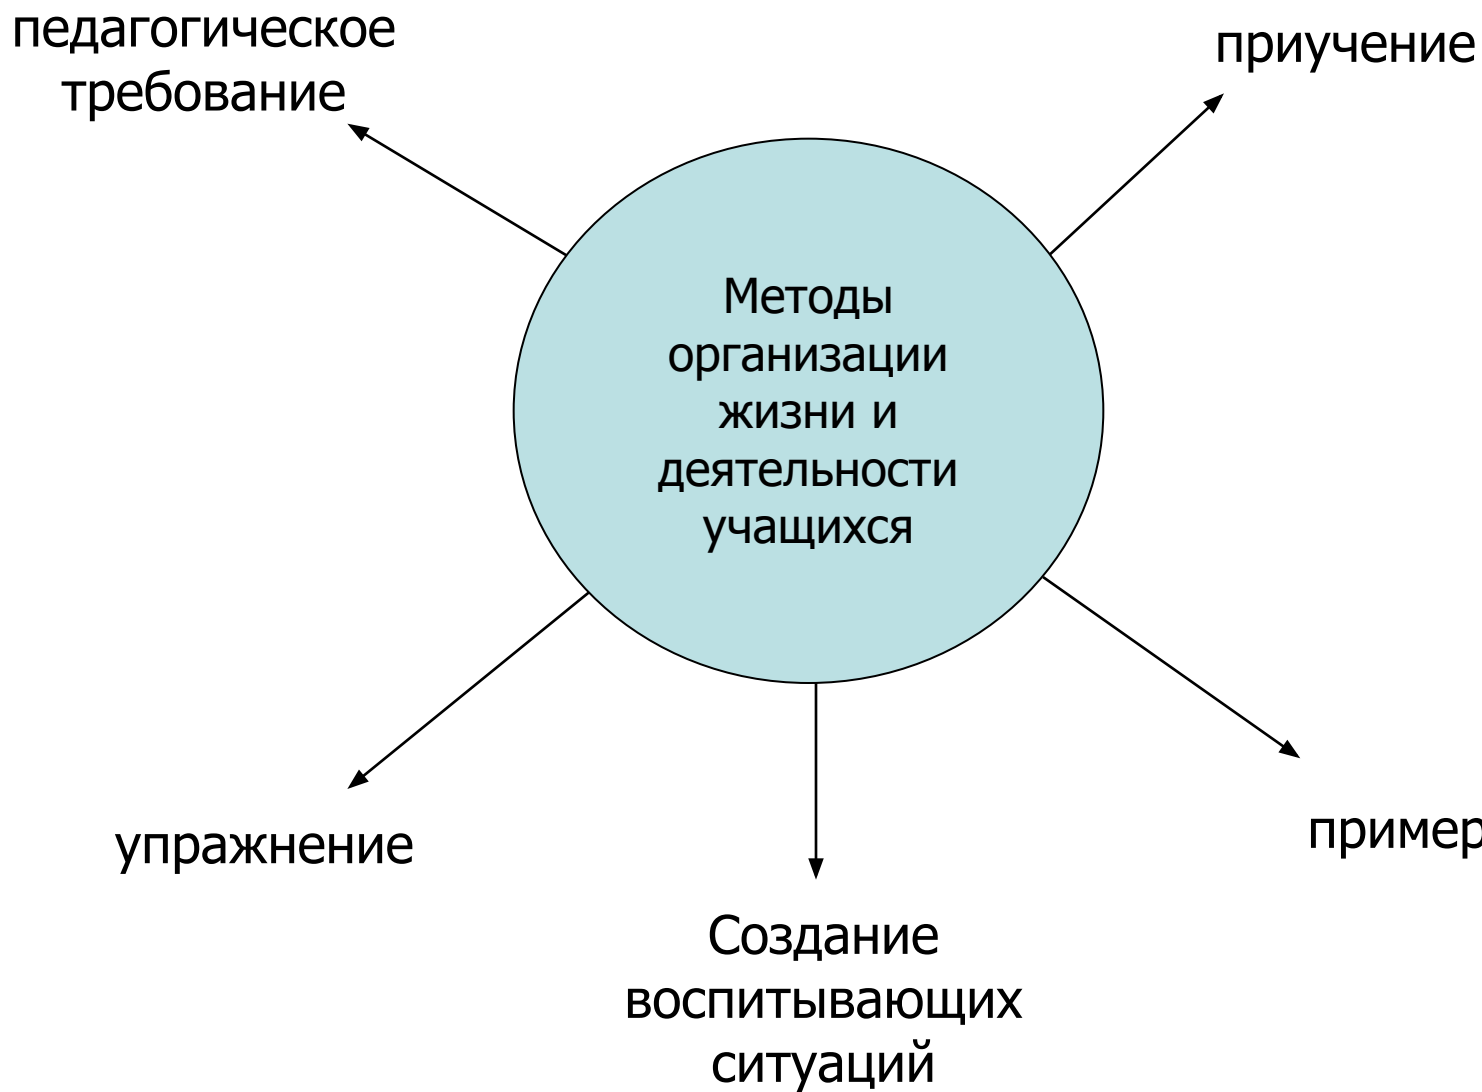 педагогическое
требование
приучение
Методы
организации
жизни и
деятельности
учащихся
упражнение
пример
Создание
воспитывающих
ситуаций